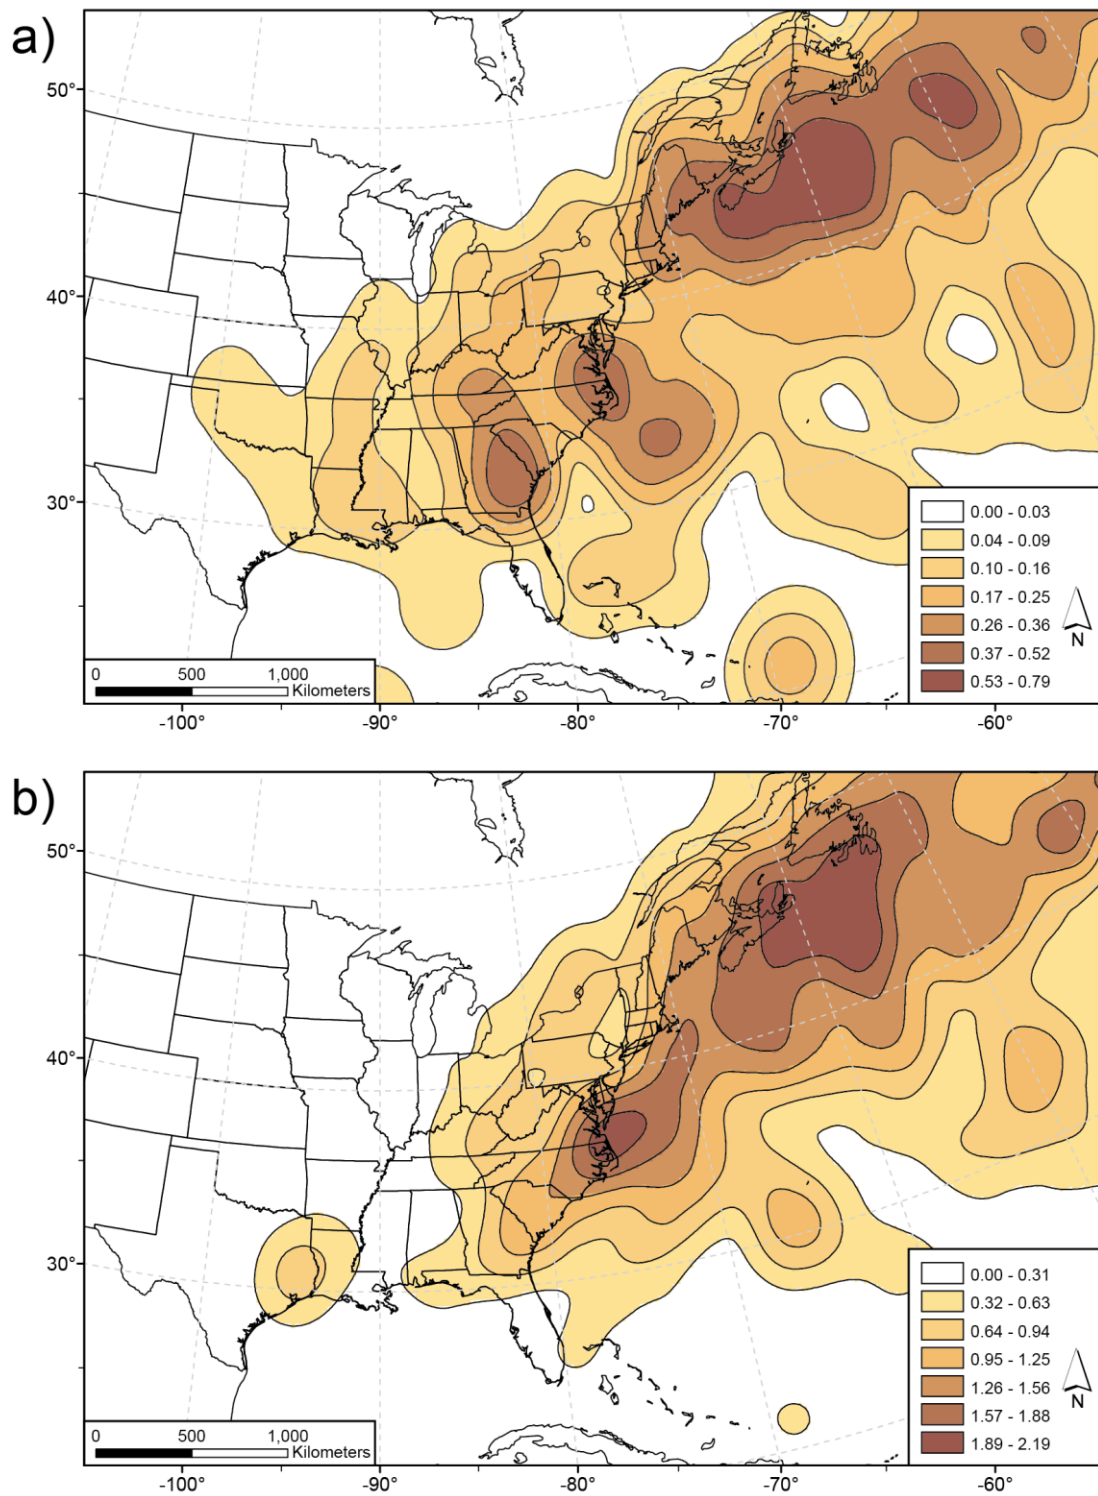 a)
50°
40°
30°
0.00 - 0.03
0.04 - 0.09
0.10 - 0.16
0.17 - 0.25
0.26 - 0.36
0.37 - 0.52
0.53 - 0.79
N
0 500 1,000
Kilometers
-100° -90° -80° -70° -60°
b)
50°
40°
30°
0.00 - 0.31
0.32 - 0.63
0.64 - 0.94
0.95 - 1.25
1.26 - 1.56
1.57 - 1.88
1.89 - 2.19
N
0 500 1,000
Kilometers
-100° -90° -80° -70° -60°